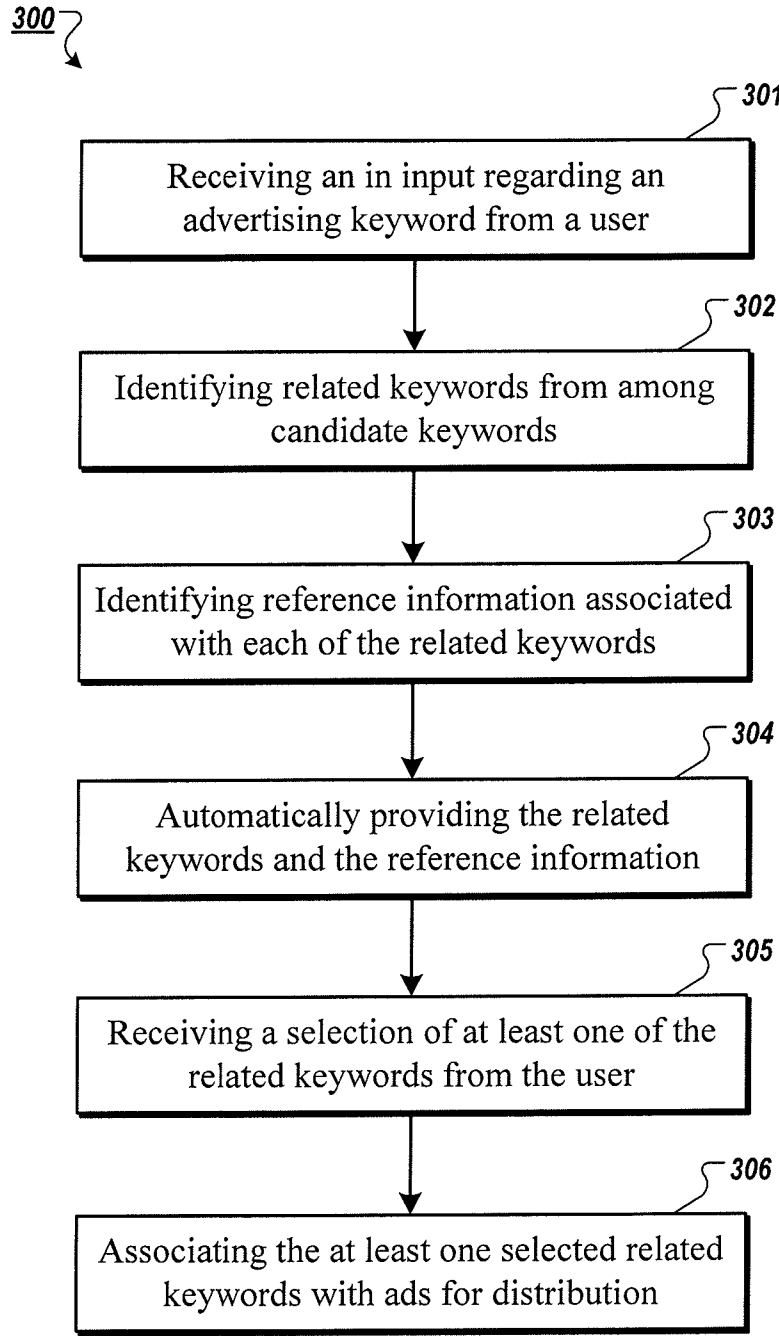 300
301
Receiving an in input regarding an
advertising keyword from a user
302
Identifying related keywords from among
candidate keywords
303
Identifying reference information associated
with each of the related keywords
304
Automatically providing the related
keywords and the reference information
305
Receiving a selection of at least one of the
related keywords from the user
306
Associating the at least one selected related
keywords with ads for distribution